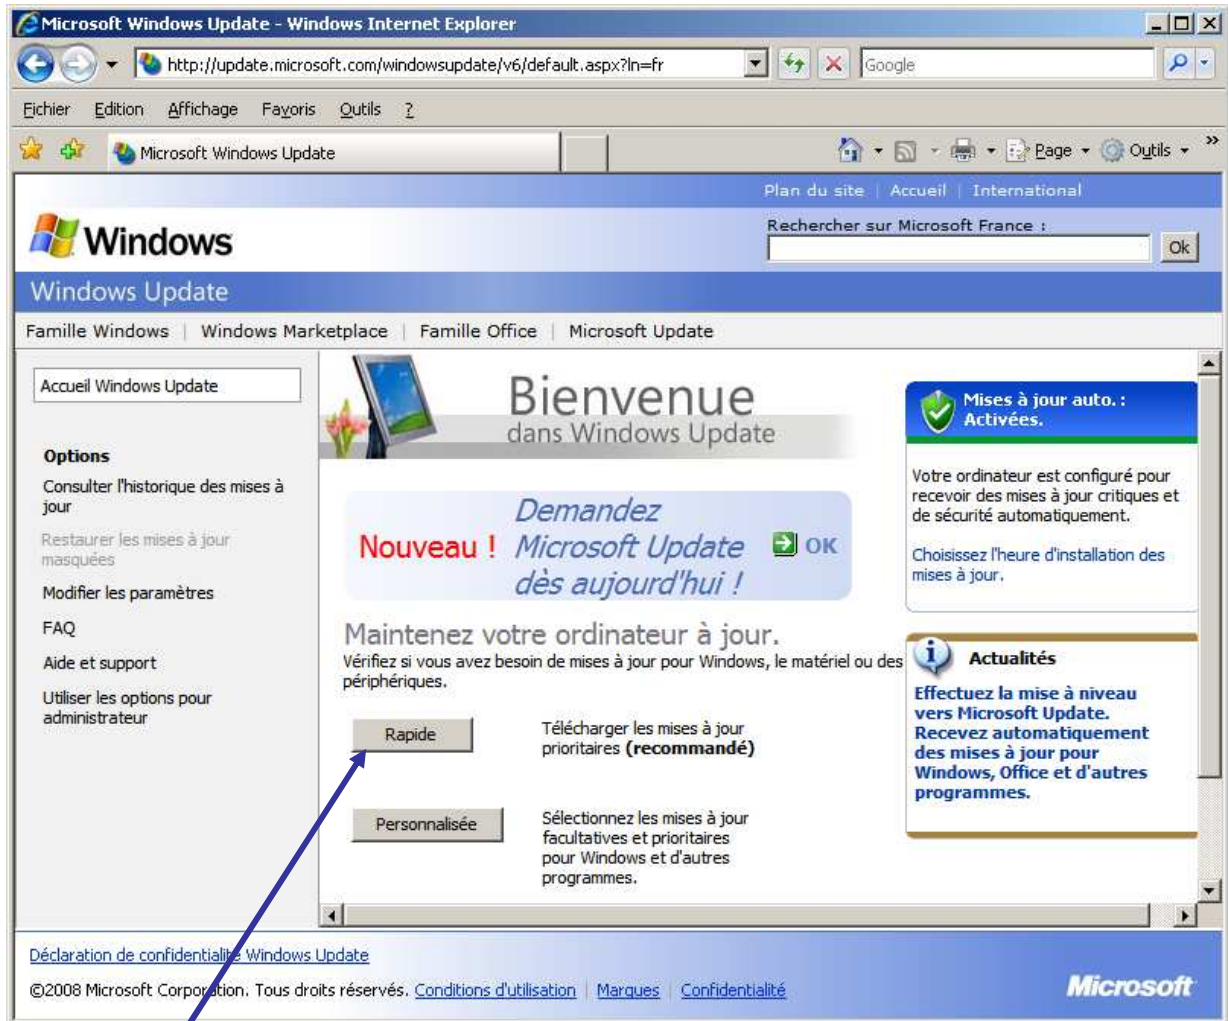 Microsoft Windows Update - Windows Internet Explorer
http://update.microsoft.com/windowsupdate/v6/default.aspx?ln=fr
Google
Fichier Edition Affichage Favoris Outils ?
Microsoft Windows Update
Page Outils »
Plan du site | Accueil | International
Windows
Rechercher sur Microsoft France :
Ok
Windows Update
Famille Windows | Windows Marketplace | Famille Office | Microsoft Update
Accueil Windows Update
Options
Consulter l'historique des mises à
jour
Restaurer les mises à jour
masquées
Modifier les paramètres
FAQ
Aide et support
Utiliser les options pour
administrateur
Bienvenue
dans Windows Update
Nouveau !
Demandez
Microsoft Update
dès aujourd'hui !
OK
Maintenez votre ordinateur à jour.
Vérifiez si vous avez besoin de mises à jour pour Windows, le matériel ou des
périphériques.
Rapide
Télécharger les mises à jour
prioritaires (recommandé)
Personnalisée
Sélectionnez les mises à jour
facultatives et prioritaires
pour Windows et d'autres
programmes.
Mises à jour auto. :
Activées.
Votre ordinateur est configuré pour
recevoir des mises à jour critiques et
de sécurité automatiquement.
Choisissez l'heure d'installation des
mises à jour.
Actualités
Effectuez la mise à niveau
vers Microsoft Update.
Recevez automatiquement
des mises à jour pour
Windows, Office et d'autres
programmes.
Déclaration de confidentialité Windows Update
©2008 Microsoft Corporation. Tous droits réservés. Conditions d'utilisation | Marques | Confidentialité
Microsoft